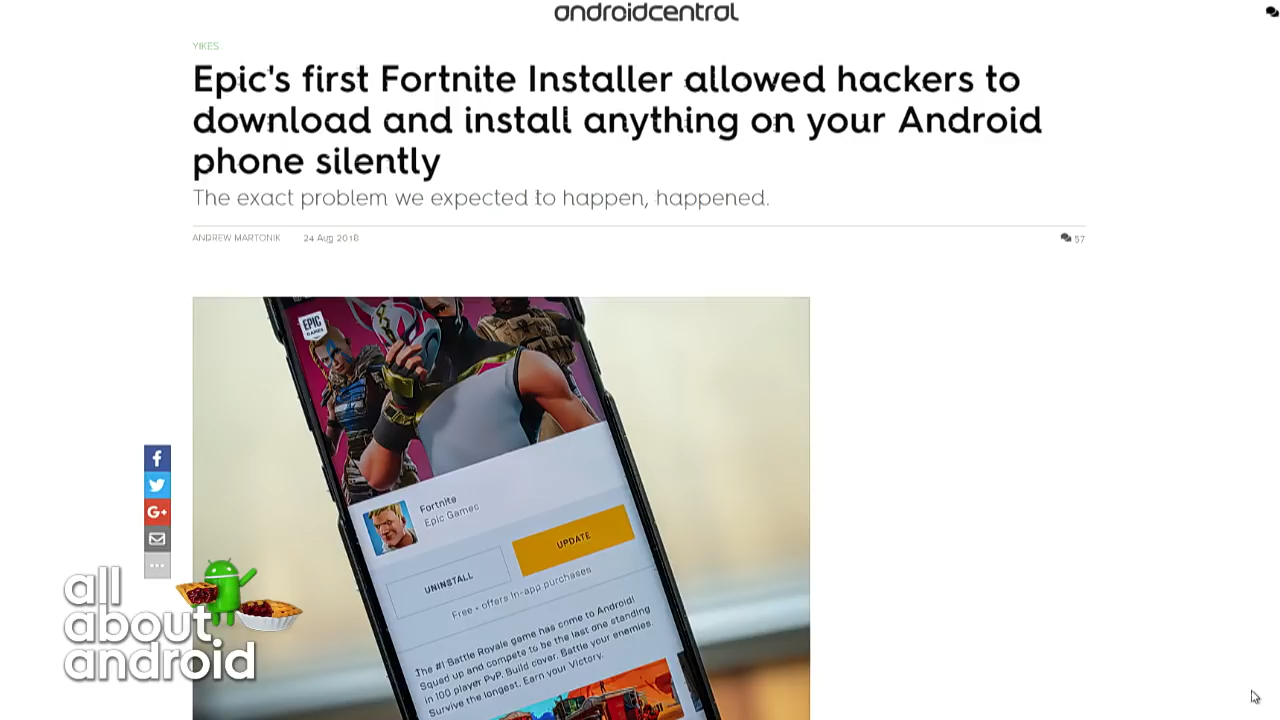 androidcentral
YIKES
Epic's first Fortnite Installer allowed hackers to
download and install anything on your Android
phone silently
The exact problem we expected to happen, happened.
ANDREW MARTONIK 24 Aug 2018
57
EPIC
GAMES
Fortnite
Epic Games
UNINSTALL
UPDATE
Free • offers in-app purchases
The #1 Battle Royale game has come to Android!
Squad up and compete to be the last one standing
in 100 player PvP. Build cover. Battle your enemies.
Survive the longest. Earn your Victory.
f
G+
all
about
android